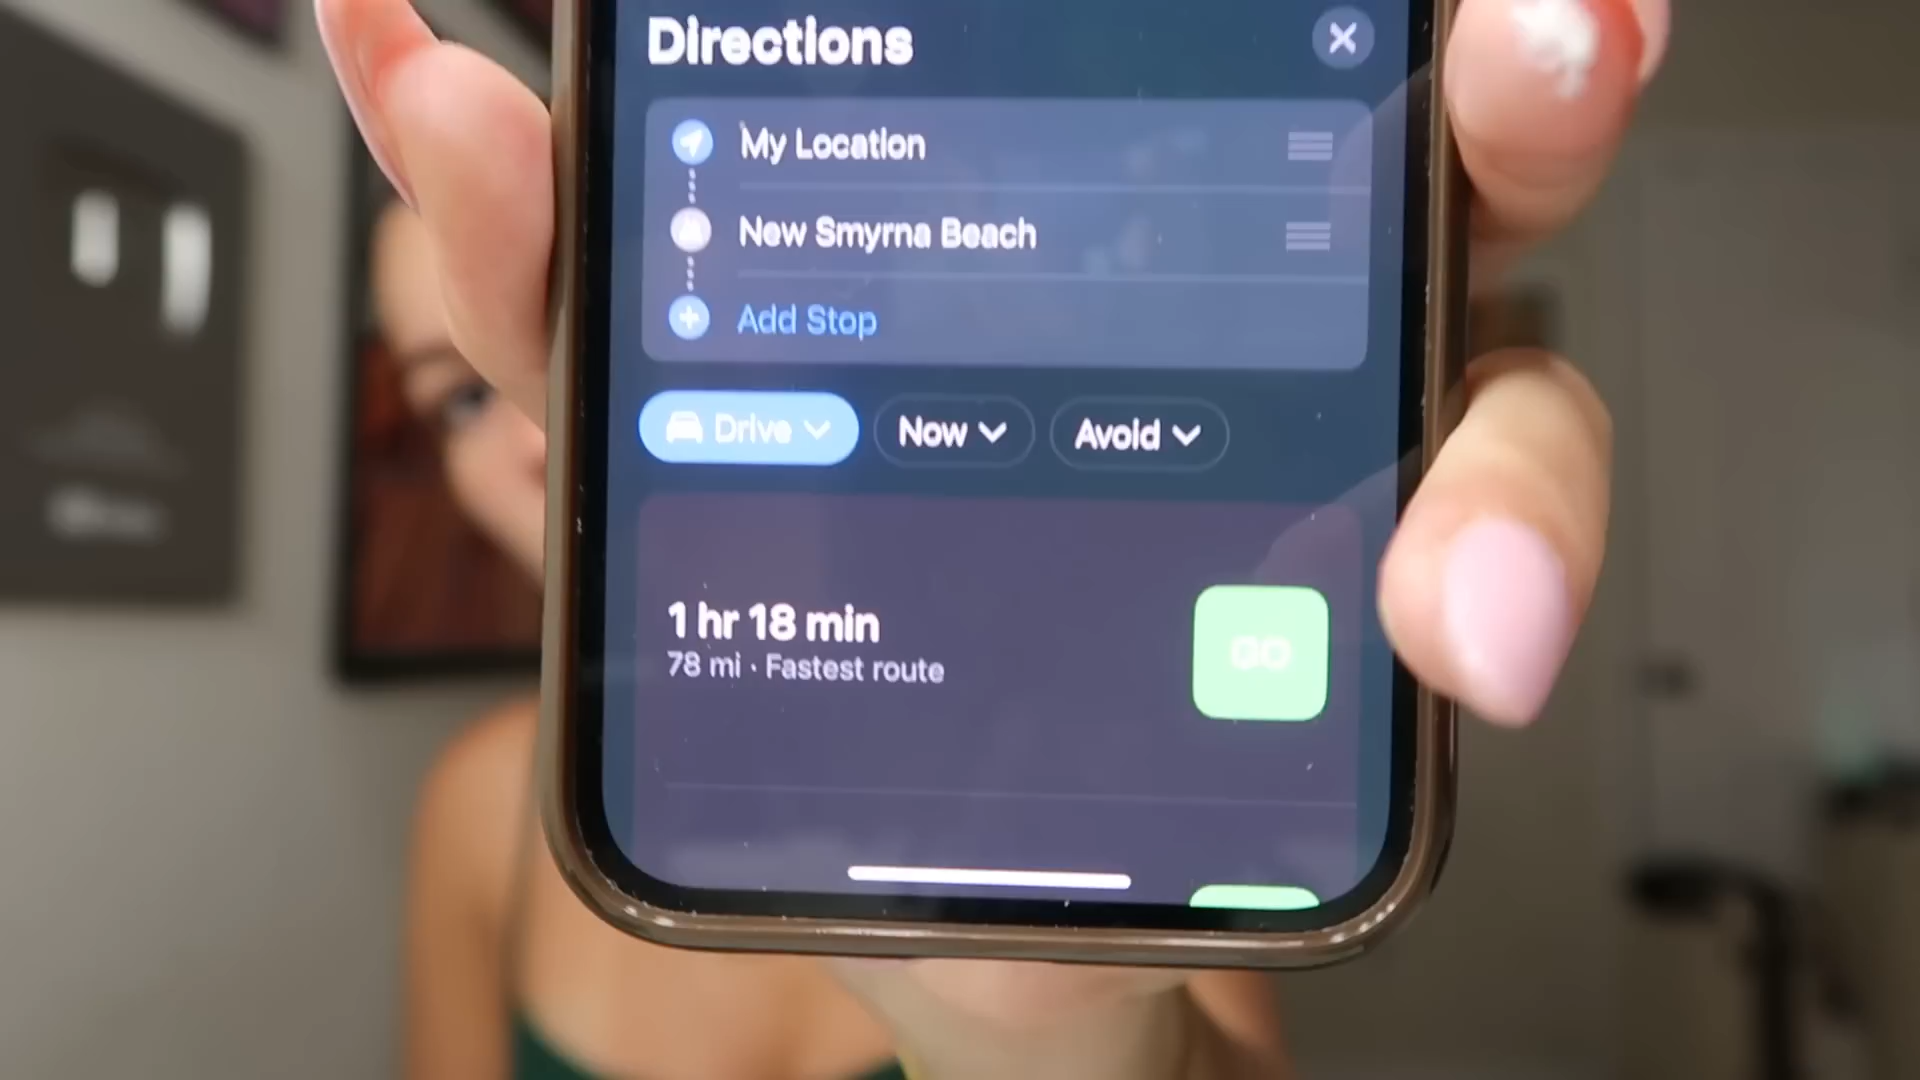 Directions
My Location
New Smyrna Beach
Add Stop
Drive
Now
Avoid
1 hr 18 min
GO
78 mi · Fastest route